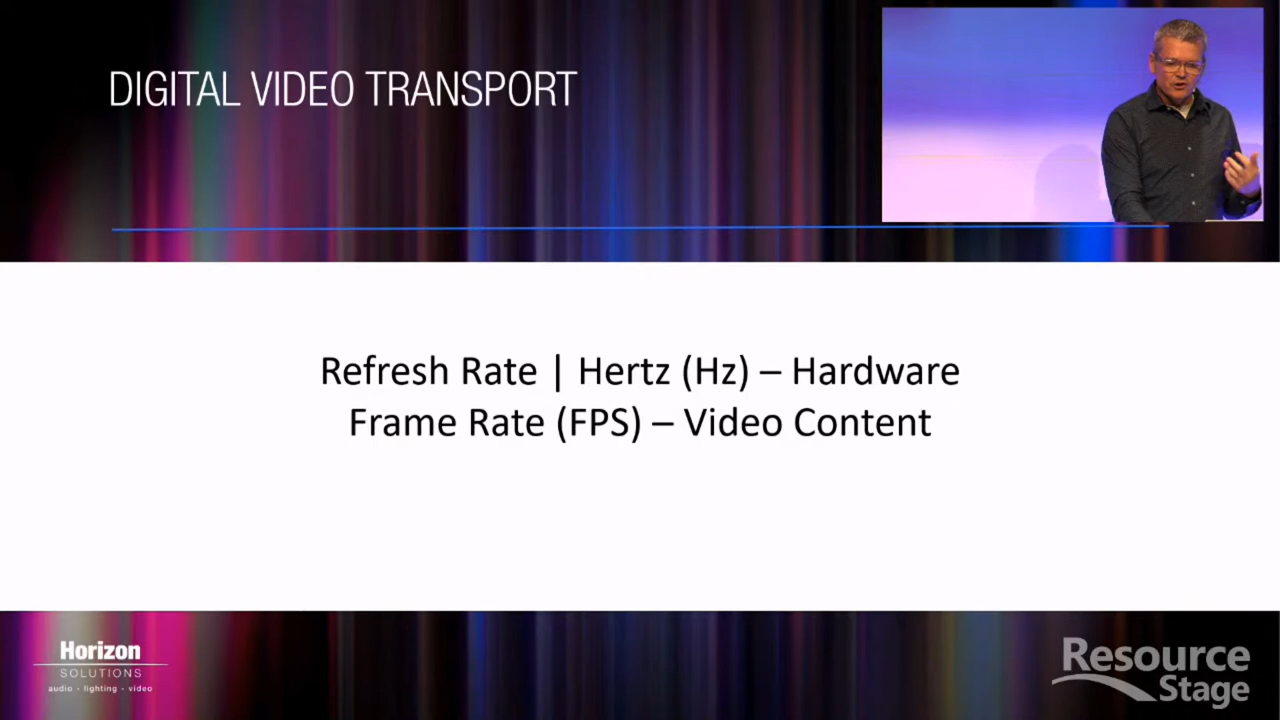 DIGITAL VIDEO TRANSPORT
Refresh Rate | Hertz (Hz) – Hardware
Frame Rate (FPS) – Video Content
Horizon
SOLUTIONS
audio - lighting - video
Resource
Stage